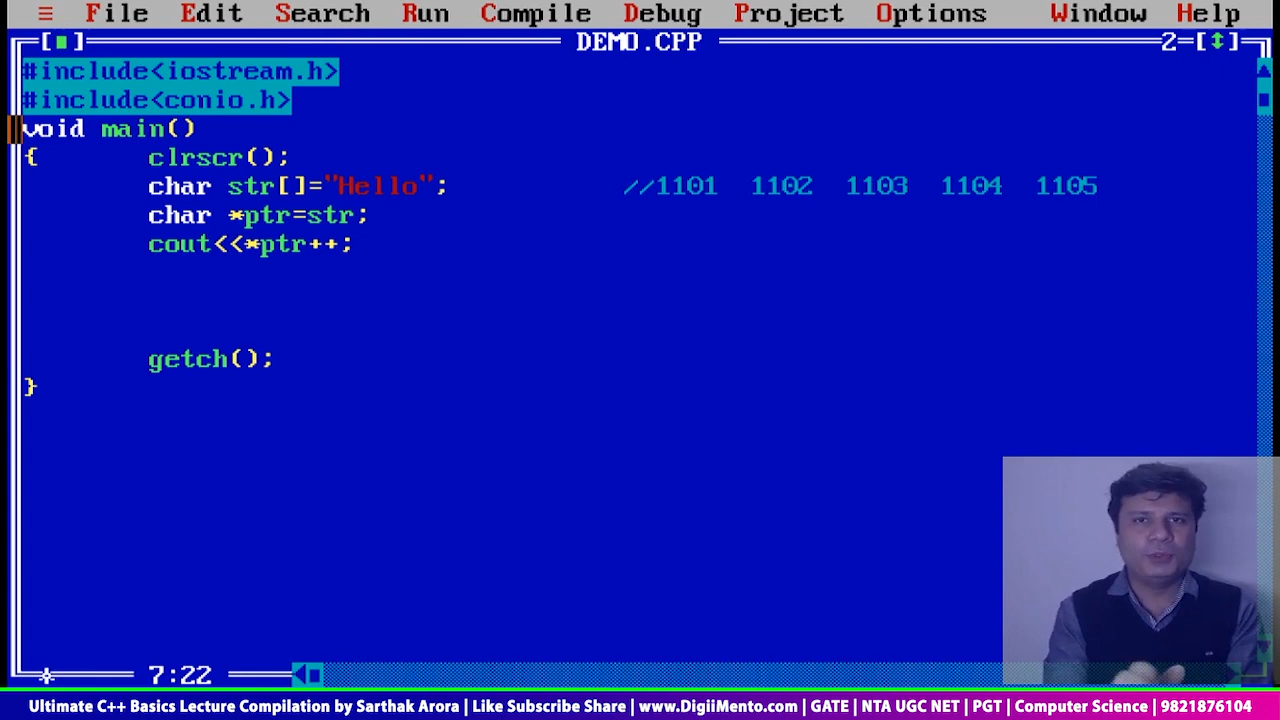 ≡ File Edit Search Run Compile Debug Project Options Window Help
[■] DEMO.CPP 2=[↕]
#include<iostream.h>
#include<conio.h>
void main()
{ clrscr();
char str[]="Hello"; //1101 1102 1103 1104 1105
char *ptr=str;
cout<<*ptr++;
getch();
}
7:22
Ultimate C++ Basics Lecture Compilation by Sarthak Arora | Like Subscribe Share | www.DigiiMento.com | GATE | NTA UGC NET | PGT | Computer Science | 9821876104